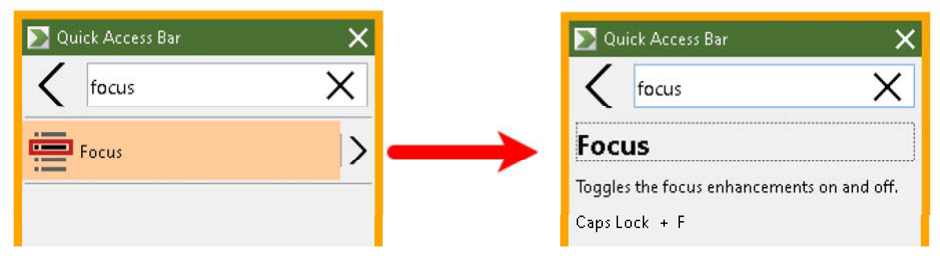 Quick Access Bar
focus
Focus
Quick Access Bar
focus
Focus
Toggles the focus enhancements on and off.
Caps Lock + F